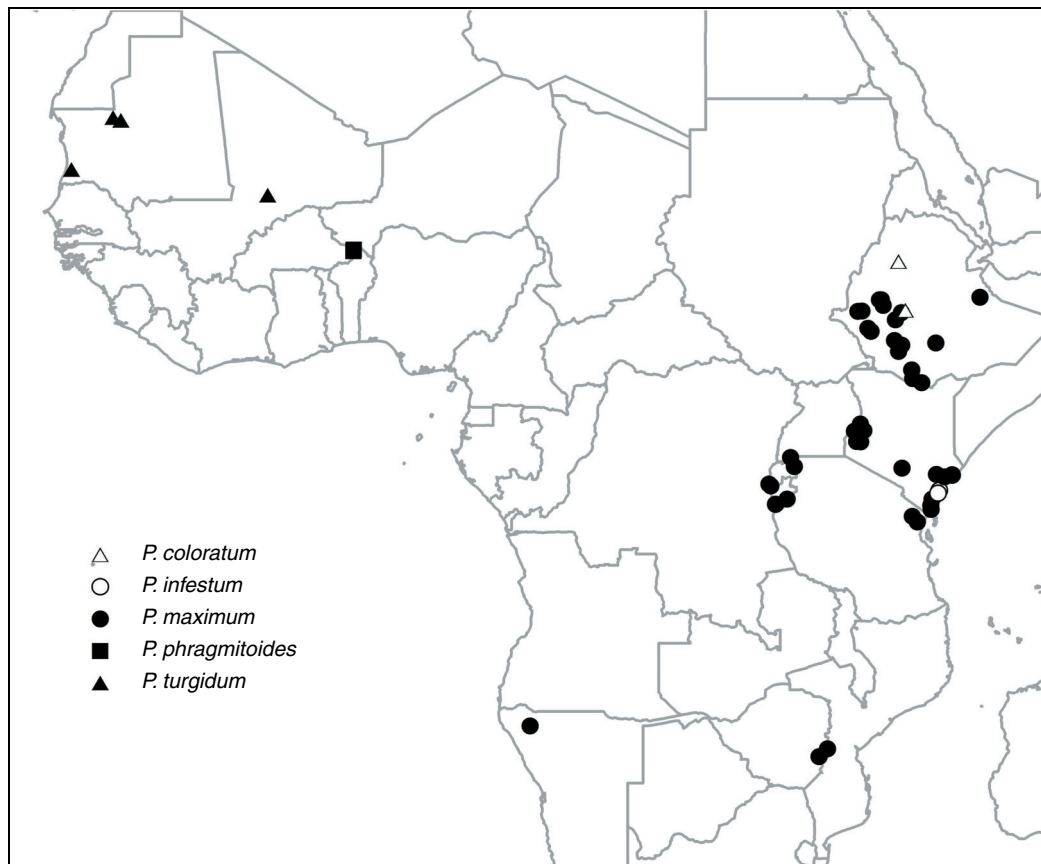 P. coloratum
P. infestum
P. maximum
P. phragmitoides
P. turgidum